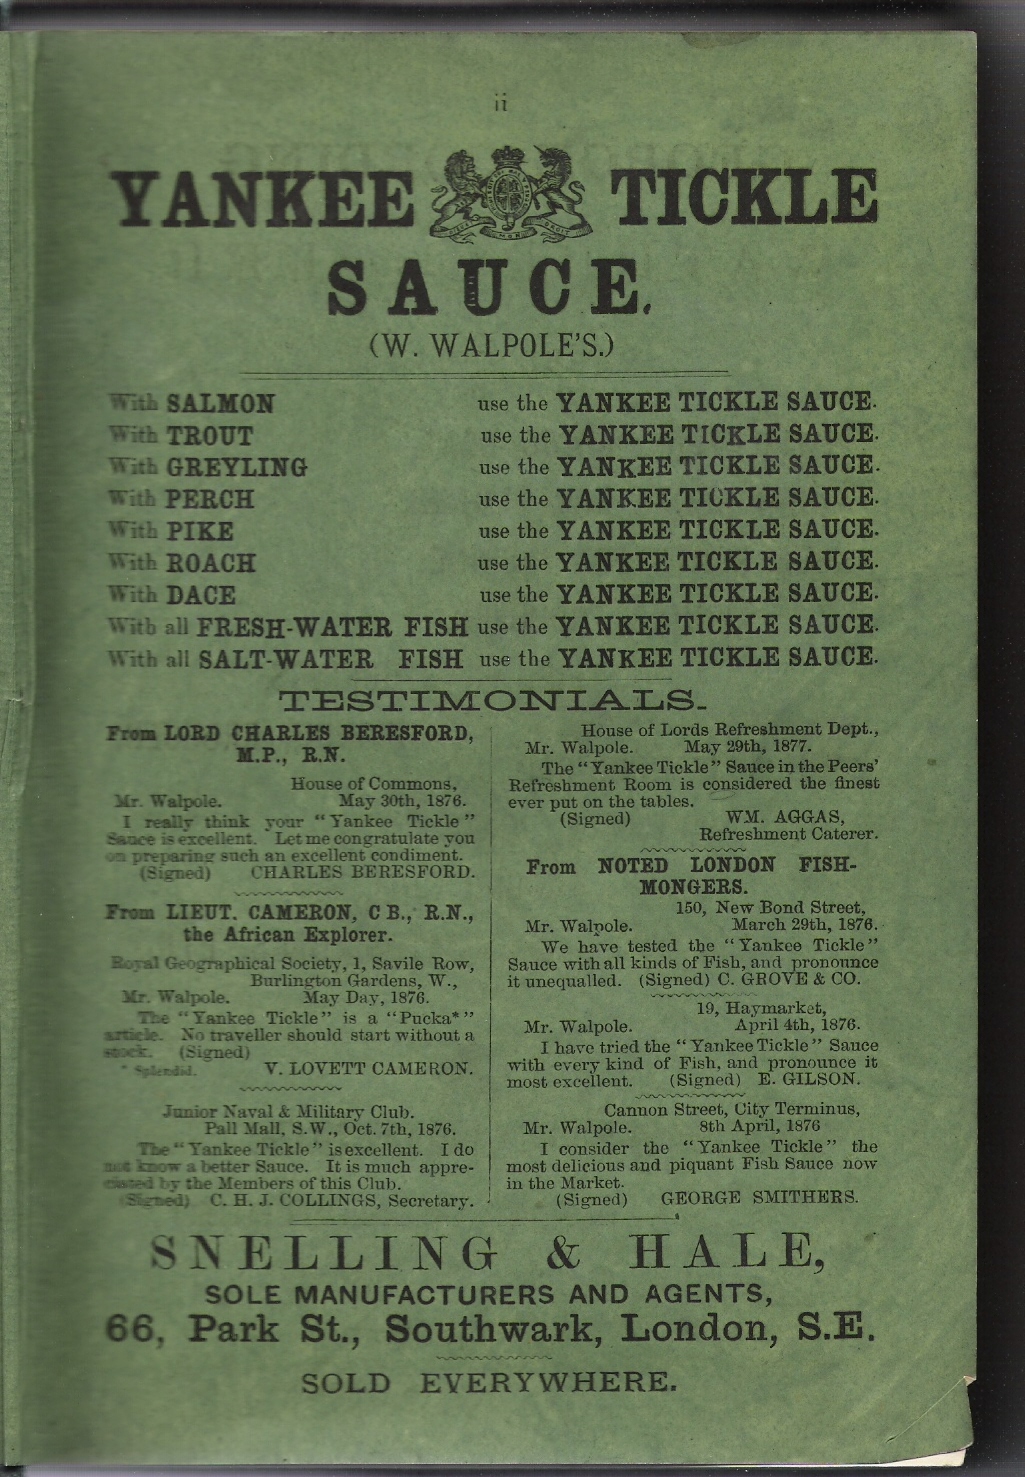 ii
YANKEE TICKLE
SAUCE.
(W. WALPOLE'S.)
With SALMON use the YANKEE TICKLE SAUCE.
With TROUT use the YANKEE TICKLE SAUCE.
With GREYLING use the YANKEE TICKLE SAUCE.
With PERCH use the YANKEE TICKLE SAUCE.
With PIKE use the YANKEE TICKLE SAUCE.
With ROACH use the YANKEE TICKLE SAUCE.
With DACE use the YANKEE TICKLE SAUCE.
With all FRESH-WATER FISH use the YANKEE TICKLE SAUCE.
With all SALT-WATER FISH use the YANKEE TICKLE SAUCE.
TESTIMONIALS.
From LORD CHARLES BERESFORD,
M.P., R.N.
House of Commons,
Mr. Walpole. May 30th, 1876.
I really think your "Yankee Tickle"
Sauce is excellent. Let me congratulate you
on preparing such an excellent condiment.
(Signed) CHARLES BERESFORD.
From LIEUT. CAMERON, C B., R.N.,
the African Explorer.
Royal Geographical Society, 1, Savile Row,
Burlington Gardens, W.,
Mr. Walpole. May Day, 1876.
The "Yankee Tickle" is a "Pucka*"
article. No traveller should start without a
stock. (Signed)
* Splendid. V. LOVETT CAMERON.
Junior Naval & Military Club.
Pall Mall, S.W., Oct. 7th, 1876.
The "Yankee Tickle" is excellent. I do
not know a better Sauce. It is much appre-
ciated by the Members of this Club.
(Signed) C. H. J. COLLINGS, Secretary.
House of Lords Refreshment Dept.,
Mr. Walpole. May 29th, 1877.
The "Yankee Tickle" Sauce in the Peers'
Refreshment Room is considered the finest
ever put on the tables.
(Signed) WM. AGGAS,
Refreshment Caterer.
From NOTED LONDON FISH-
MONGERS.
150, New Bond Street,
Mr. Walpole. March 29th, 1876.
We have tested the "Yankee Tickle"
Sauce with all kinds of Fish, and pronounce
it unequalled. (Signed) C. GROVE & CO.
19, Haymarket,
Mr. Walpole. April 4th, 1876.
I have tried the "Yankee Tickle" Sauce
with every kind of Fish, and pronounce it
most excellent. (Signed) E. GILSON.
Cannon Street, City Terminus,
Mr. Walpole. 8th April, 1876
I consider the "Yankee Tickle" the
most delicious and piquant Fish Sauce now
in the Market.
(Signed) GEORGE SMITHERS.
SNELLING & HALE,
SOLE MANUFACTURERS AND AGENTS,
66, Park St., Southwark, London, S.E.
SOLD EVERYWHERE.